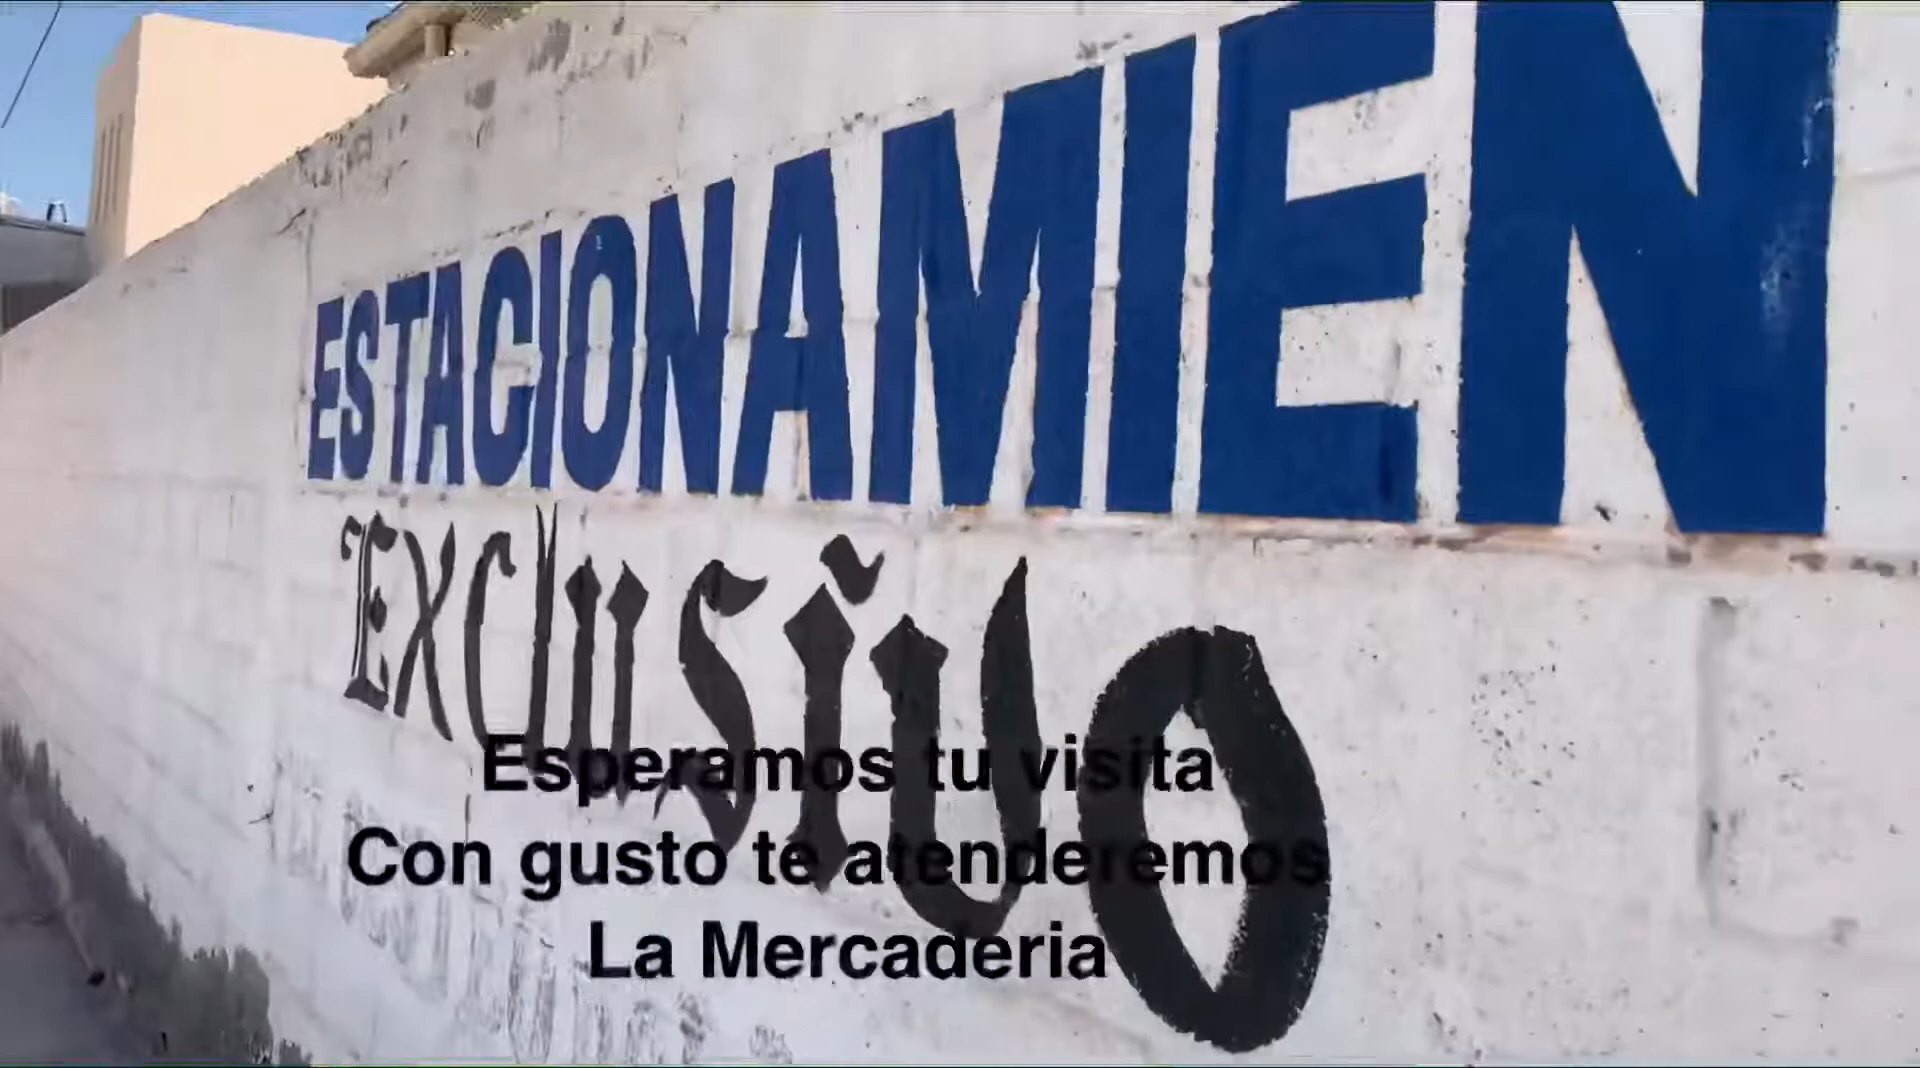 ESTACIONAMIEN
EXCLUSIVO
Esperamos tu visita
Con gusto te atenderemos
La Mercaderia